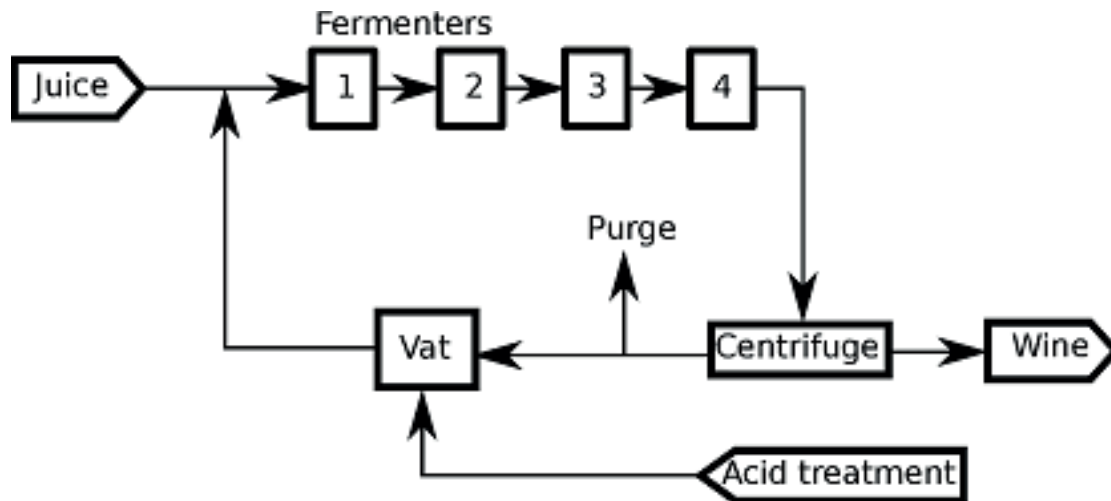 Fermenters
Juice
1
2
3
4
Purge
Vat
Centrifuge
Wine
Acid treatment